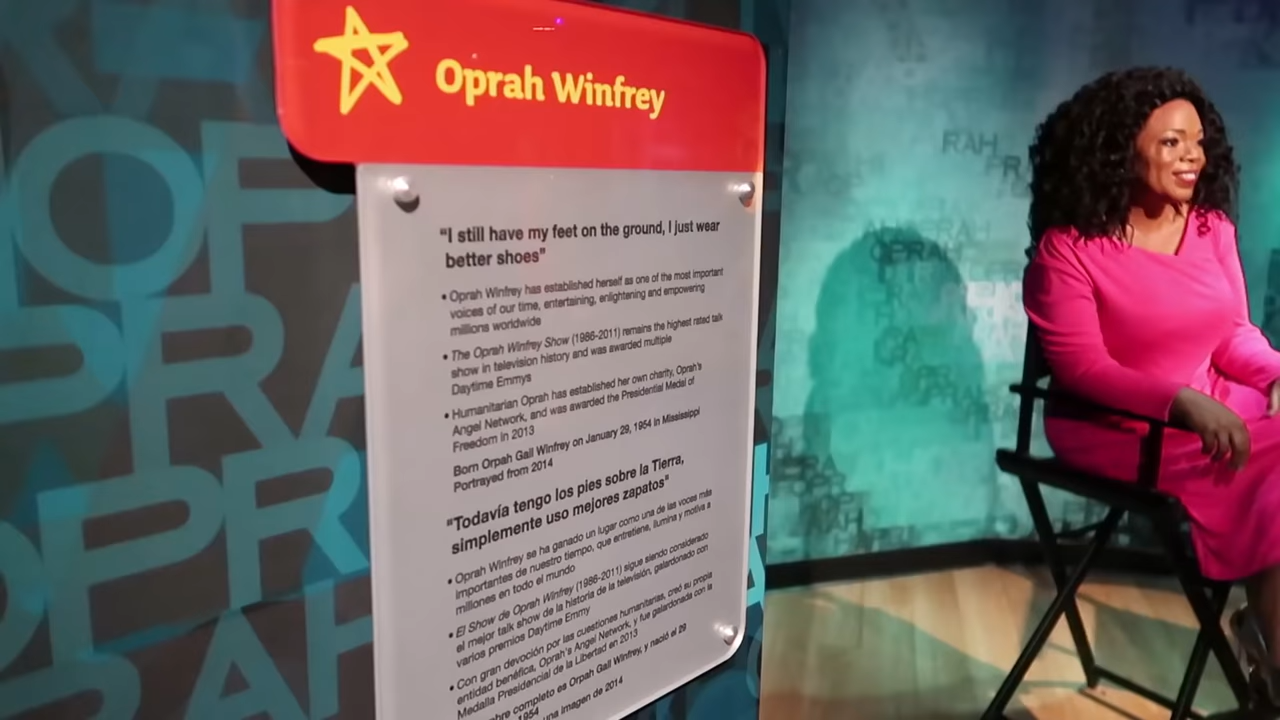 Oprah Winfrey
“I still have my feet on the ground, I just wear
better shoes”
• Oprah Winfrey has established herself as one of the most important
voices of our time, entertaining, enlightening and empowering
millions worldwide
• The Oprah Winfrey Show (1986-2011) remains the highest rated talk
show in television history and was awarded multiple
Daytime Emmys
• Humanitarian Oprah has established her own charity, Oprah's
Angel Network, and was awarded the Presidential Medal of
Freedom in 2013
Born Orpah Gail Winfrey on January 29, 1954 in Mississippi
Portrayed from 2014
“Todavía tengo los pies sobre la Tierra,
simplemente uso mejores zapatos”
• Oprah Winfrey se ha ganado un lugar como una de las voces más
importantes de nuestro tiempo, que entretiene, ilumina y motiva a
millones en todo el mundo
• El Show de Oprah Winfrey (1986-2011) sigue siendo considerado
el mejor talk show de la historia de la televisión, galardonado con
varios premios Daytime Emmy
• Con gran devoción por las cuestiones humanitarias, creó su propia
entidad benéfica, Oprah's Angel Network, y fue galardonada con la
Medalla Presidencial de la Libertad en 2013
completo es Orpah Gail Winfrey, y nació el 29
1954
una imagen de 2014
RAH
OPRAH
OPRAH